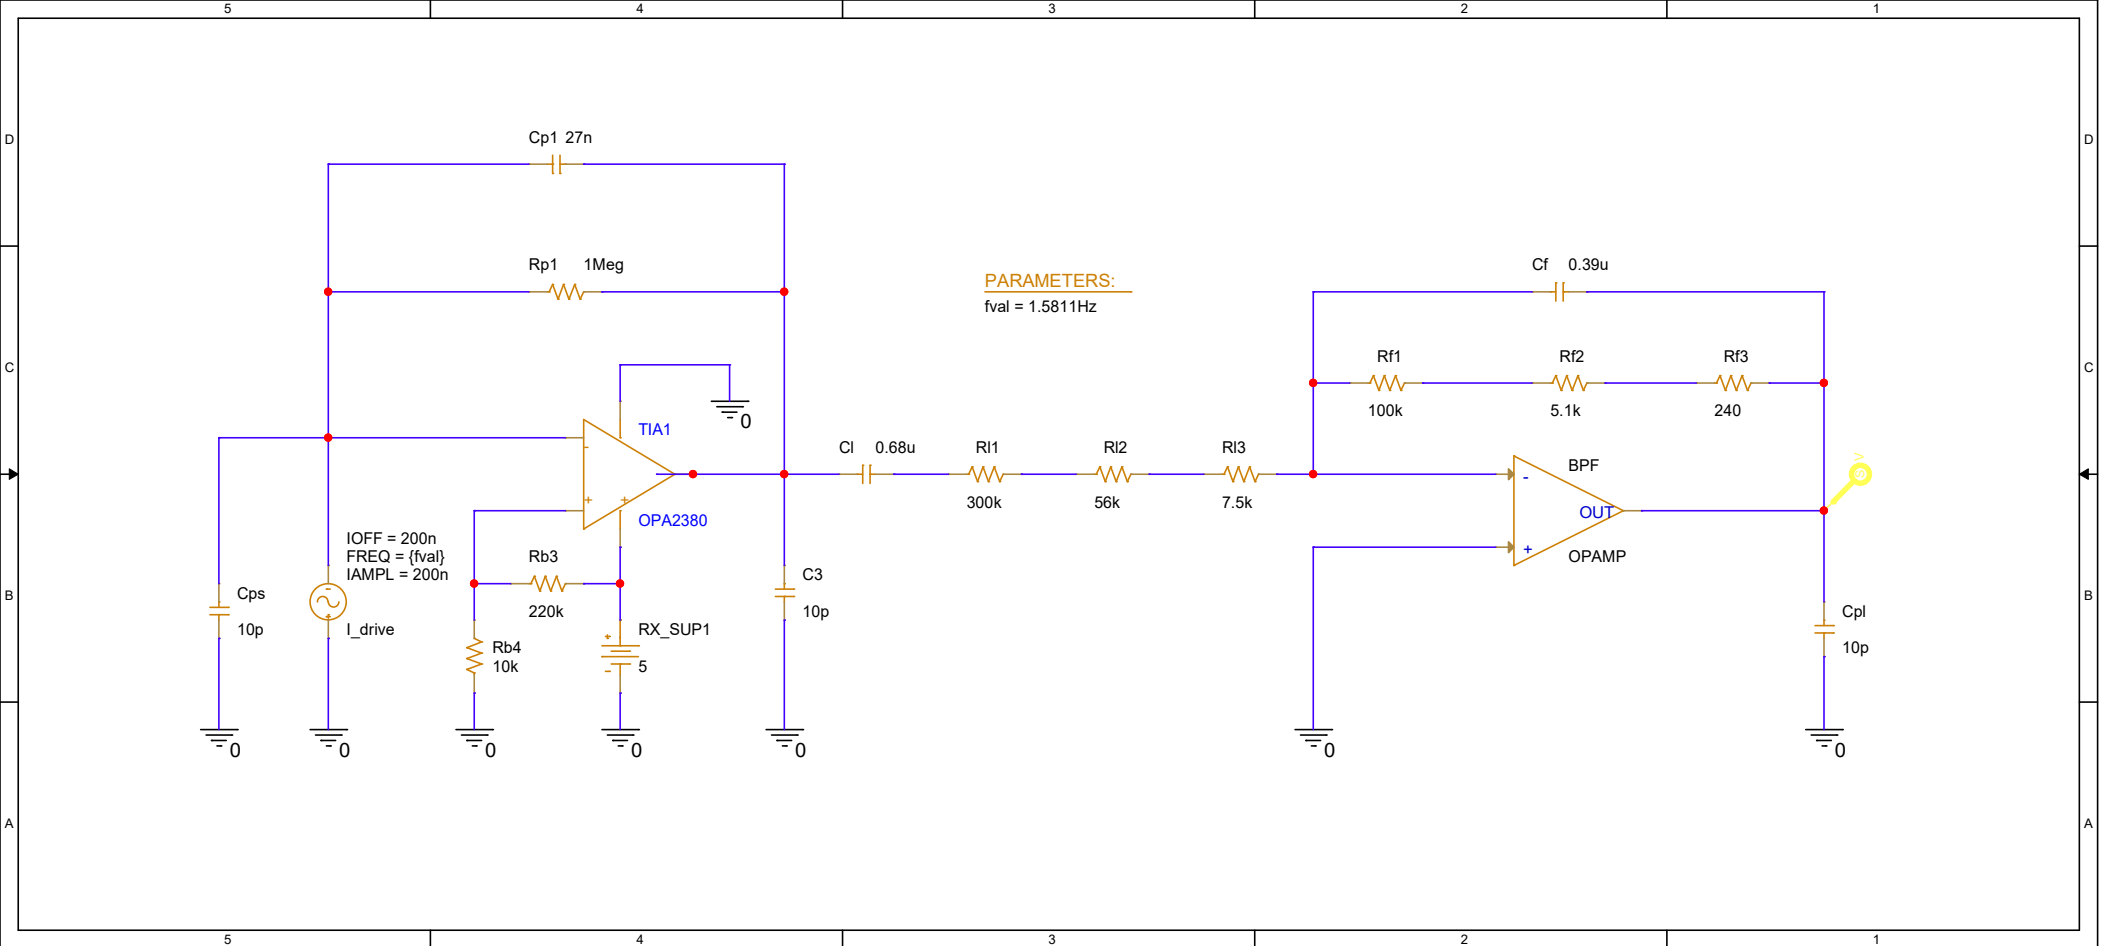 5 4 3 2 1
D D
Cp1 27n
Rp1 1Meg
PARAMETERS:
fval = 1.5811Hz
Cf 0.39u
C C
Rf1 Rf2 Rf3
100k 5.1k 240
0
TIA1
-
+ +
OPA2380
Cl 0.68u Rl1 Rl2 Rl3
300k 56k 7.5k
BPF
-
OUT
+
OPAMP
V
IOFF = 200n
FREQ = {fval}
IAMPL = 200n
-
+
I_drive
Rb3
220k
C3
10p
B B
Cps
10p
Rb4
10k
RX_SUP1
+
-
5
Cpl
10p
0 0 0 0 0 0 0
A A
5 4 3 2 1